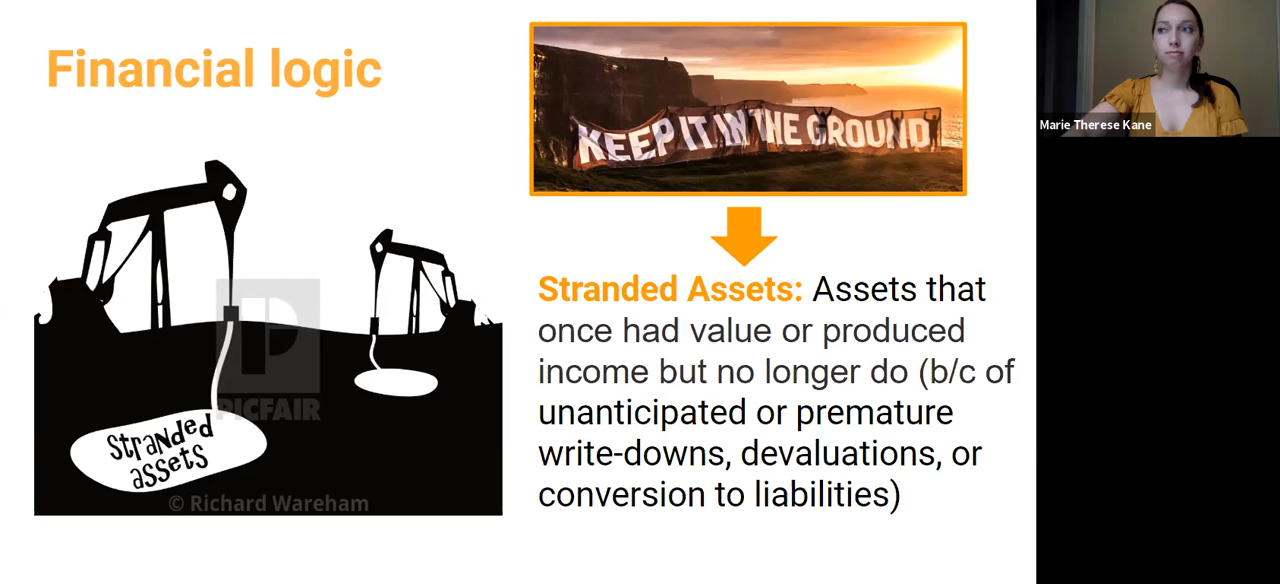 Financial logic
KEEP IT IN THE GROUND
Stranded Assets: Assets that
once had value or produced
income but no longer do (b/c of
unanticipated or premature
write-downs, devaluations, or
conversion to liabilities)
PICFAIR
Stranded
assets
© Richard Wareham
Marie Therese Kane